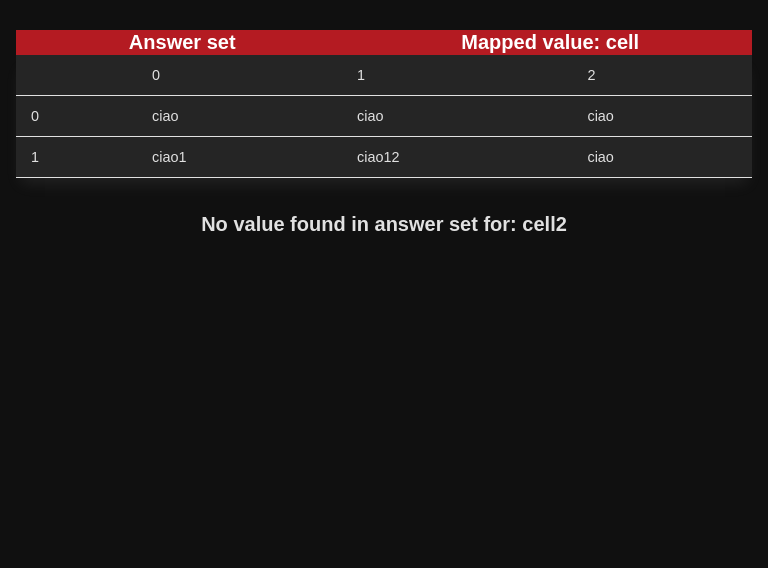 Answer set Mapped value: cell
0 1 2
0 ciao ciao ciao
1 ciao1 ciao12 ciao
No value found in answer set for: cell2